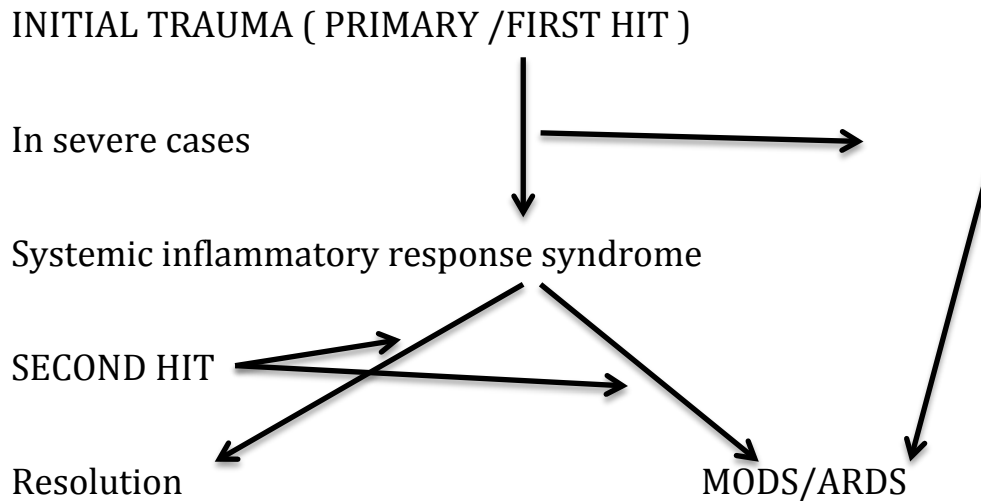 INITIAL TRAUMA ( PRIMARY /FIRST HIT )
In severe cases
Systemic inflammatory response syndrome
SECOND HIT
Resolution MODS/ARDS